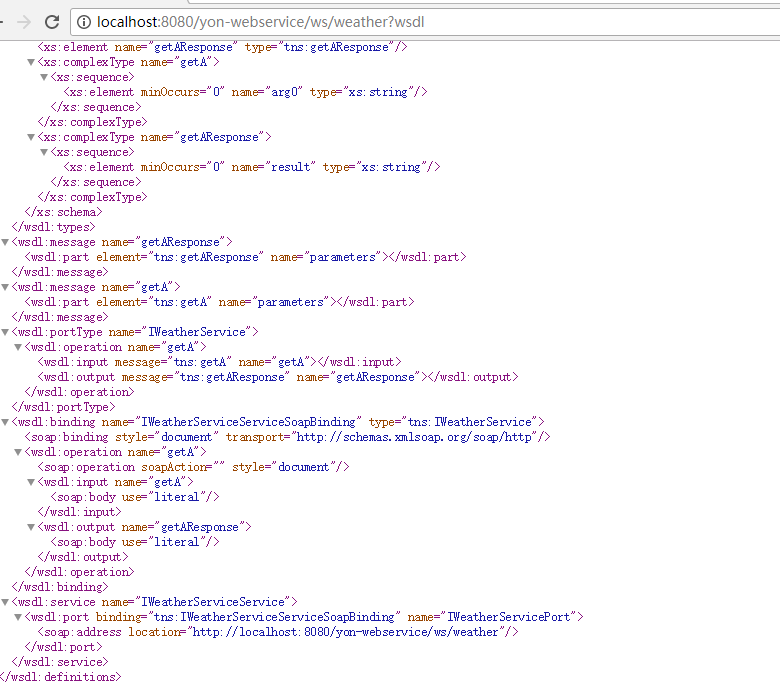 localhost:8080/yon-webservice/ws/weather?wsdl
<xs:element name="getAResponse" type="tns:getAResponse"/>
<xs:complexType name="getA">
<xs:sequence>
<xs:element minOccurs="0" name="arg0" type="xs:string"/>
</xs:sequence>
</xs:complexType>
<xs:complexType name="getAResponse">
<xs:sequence>
<xs:element minOccurs="0" name="result" type="xs:string"/>
</xs:sequence>
</xs:complexType>
</xs:schema>
</wsdl:types>
<wsdl:message name="getAResponse">
<wsdl:part element="tns:getAResponse" name="parameters"></wsdl:part>
</wsdl:message>
<wsdl:message name="getA">
<wsdl:part element="tns:getA" name="parameters"></wsdl:part>
</wsdl:message>
<wsdl:portType name="IWeatherService">
<wsdl:operation name="getA">
<wsdl:input message="tns:getA" name="getA"></wsdl:input>
<wsdl:output message="tns:getAResponse" name="getAResponse"></wsdl:output>
</wsdl:operation>
</wsdl:portType>
<wsdl:binding name="IWeatherServiceServiceSoapBinding" type="tns:IWeatherService">
<soap:binding style="document" transport="http://schemas.xmlsoap.org/soap/http"/>
<wsdl:operation name="getA">
<soap:operation soapAction="" style="document"/>
<wsdl:input name="getA">
<soap:body use="literal"/>
</wsdl:input>
<wsdl:output name="getAResponse">
<soap:body use="literal"/>
</wsdl:output>
</wsdl:operation>
</wsdl:binding>
<wsdl:service name="IWeatherServiceService">
<wsdl:port binding="tns:IWeatherServiceServiceSoapBinding" name="IWeatherServicePort">
<soap:address location="http://localhost:8080/yon-webservice/ws/weather"/>
</wsdl:port>
</wsdl:service>
</wsdl:definitions>